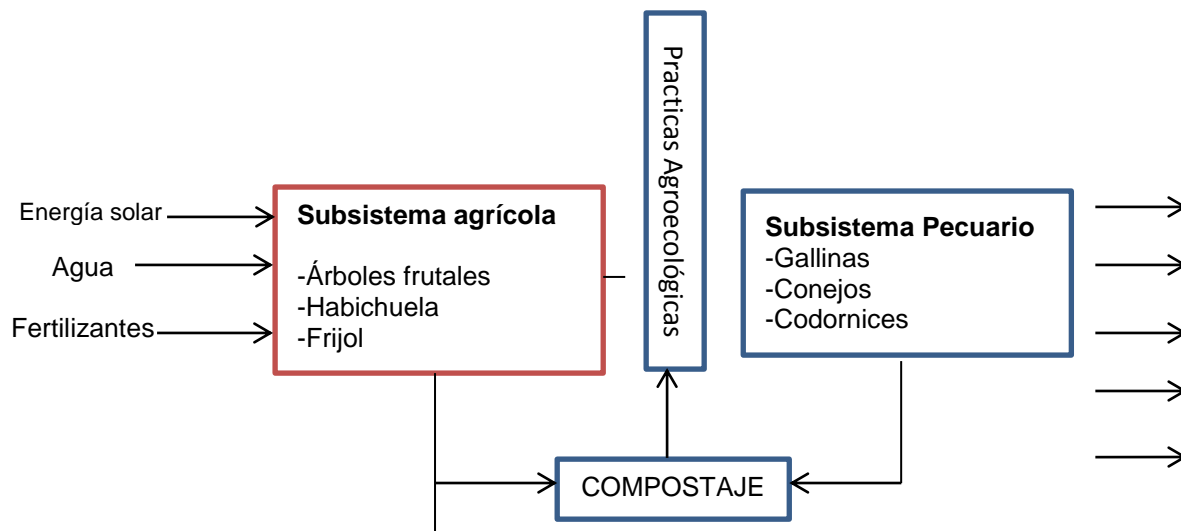 Energía solar
Agua
Fertilizantes
Subsistema agrícola
-Árboles frutales
-Habichuela
-Frijol
Practicas Agroecológicas
Subsistema Pecuario
-Gallinas
-Conejos
-Codornices
COMPOSTAJE